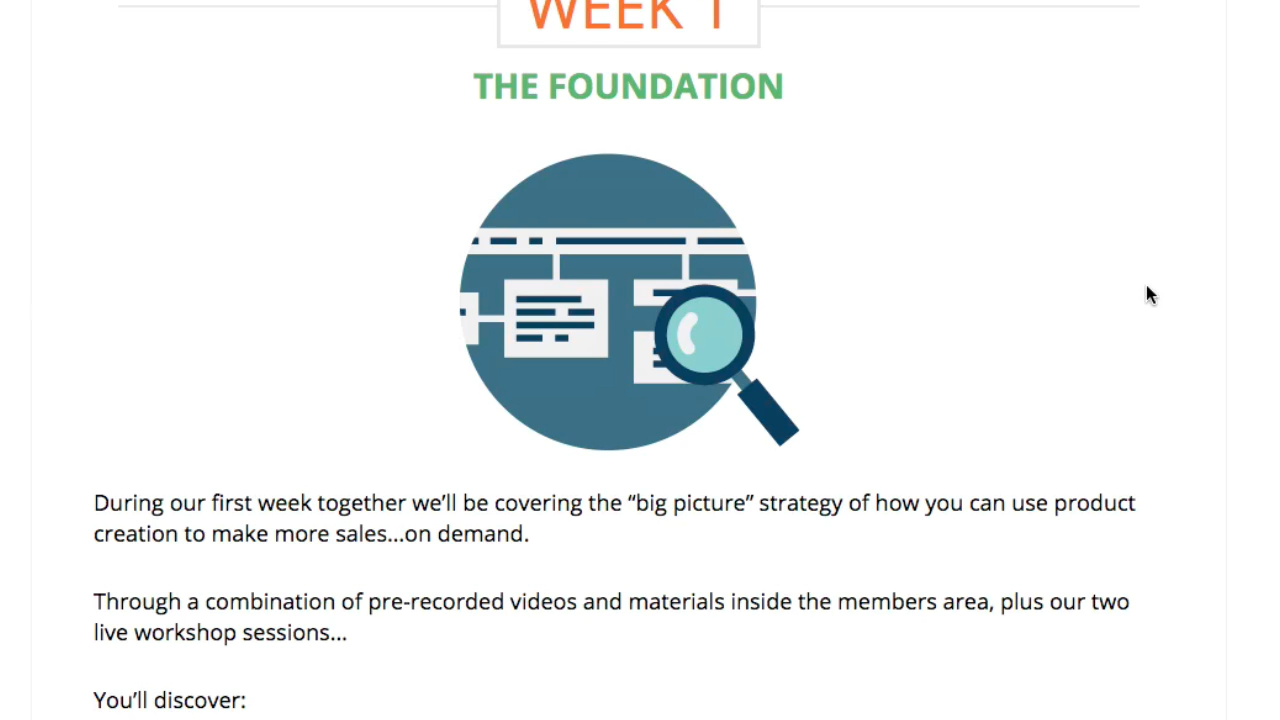 WEEK 1
THE FOUNDATION
During our first week together we’ll be covering the “big picture” strategy of how you can use product
creation to make more sales...on demand.
Through a combination of pre-recorded videos and materials inside the members area, plus our two
live workshop sessions...
You’ll discover: